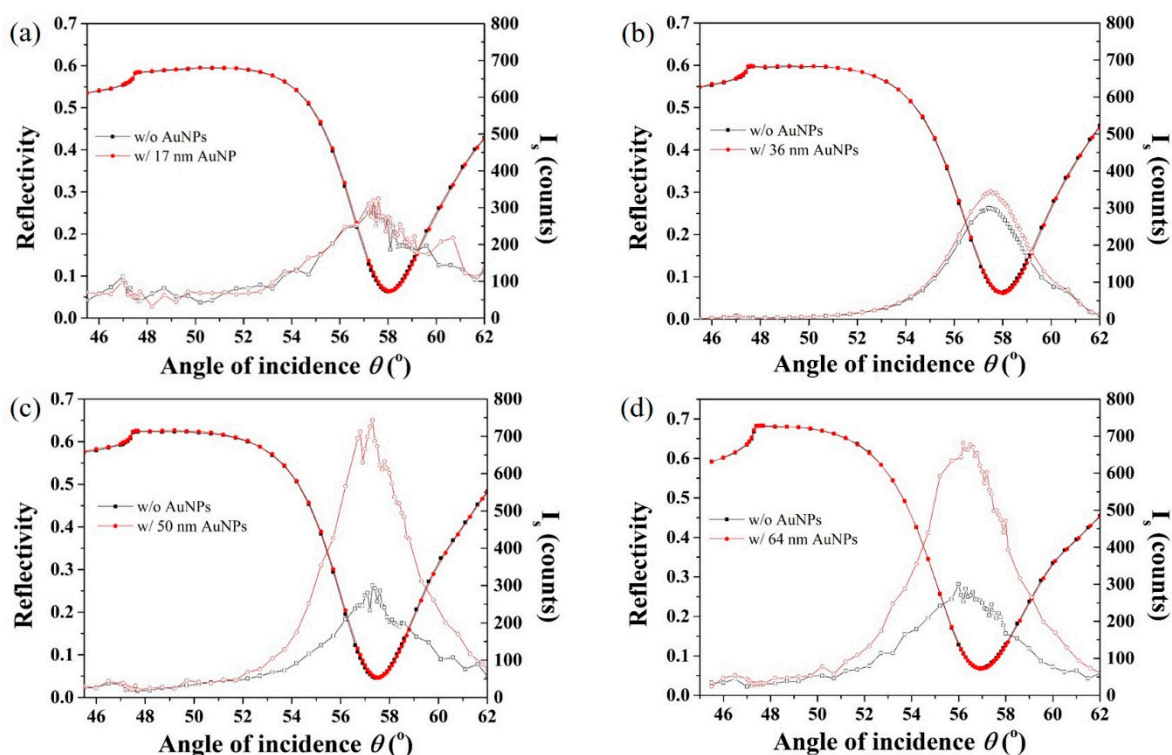 (a)
0.7
0.6
0.5
0.4
0.3
0.2
0.1
0.0
Reflectivity
w/o AuNPs
w/ 17 nm AuNP
800
700
600
500
400
300
200
100
0
I_s (counts)
46 48 50 52 54 56 58 60 62
Angle of incidence θ (°)
(b)
0.7
0.6
0.5
0.4
0.3
0.2
0.1
0.0
Reflectivity
w/o AuNPs
w/ 36 nm AuNPs
800
700
600
500
400
300
200
100
0
I_s (counts)
46 48 50 52 54 56 58 60 62
Angle of incidence θ (°)
(c)
0.7
0.6
0.5
0.4
0.3
0.2
0.1
0.0
Reflectivity
w/o AuNPs
w/ 50 nm AuNPs
800
700
600
500
400
300
200
100
0
I_s (counts)
46 48 50 52 54 56 58 60 62
Angle of incidence θ (°)
(d)
0.7
0.6
0.5
0.4
0.3
0.2
0.1
0.0
Reflectivity
w/o AuNPs
w/ 64 nm AuNPs
800
700
600
500
400
300
200
100
0
I_s (counts)
46 48 50 52 54 56 58 60 62
Angle of incidence θ (°)